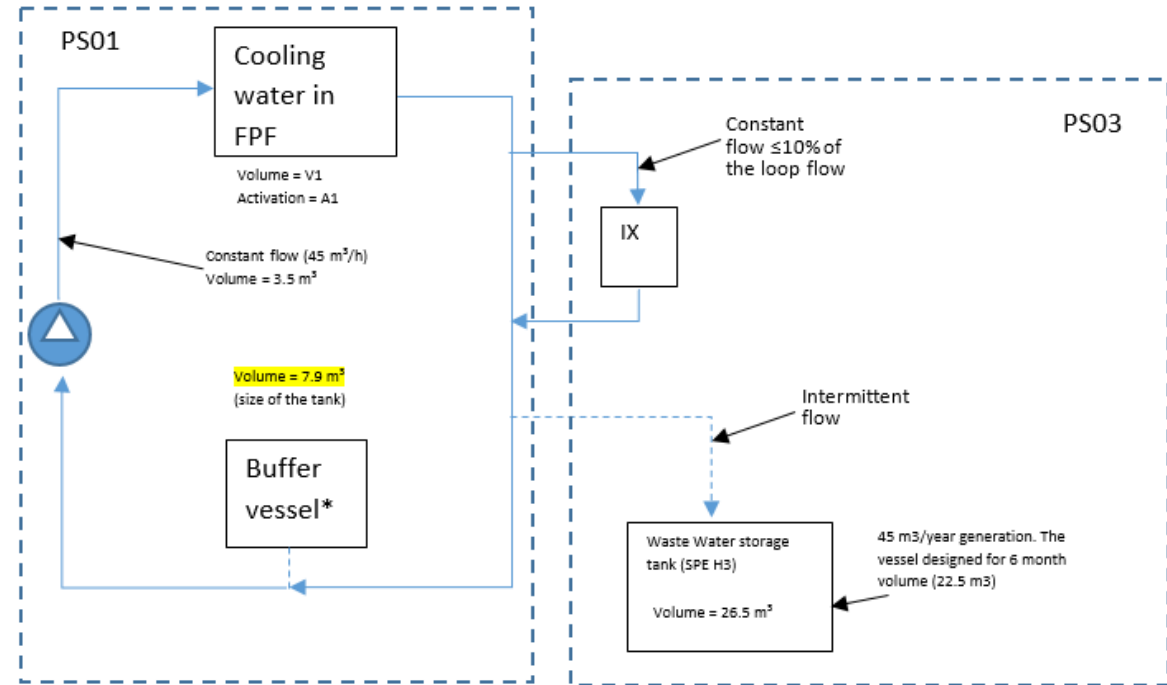 PS01
Cooling
water in
FPF
Volume = V1
Activation = A1
Constant flow (45 m³/h)
Volume = 3.5 m³
Volume = 7.9 m³
(size of the tank)
Buffer
vessel*
PS03
Constant
flow ≤10% of
the loop flow
IX
Intermittent
flow
Waste Water storage
tank (SPE H3)
Volume = 26.5 m³
45 m3/year generation. The
vessel designed for 6 month
volume (22.5 m3)